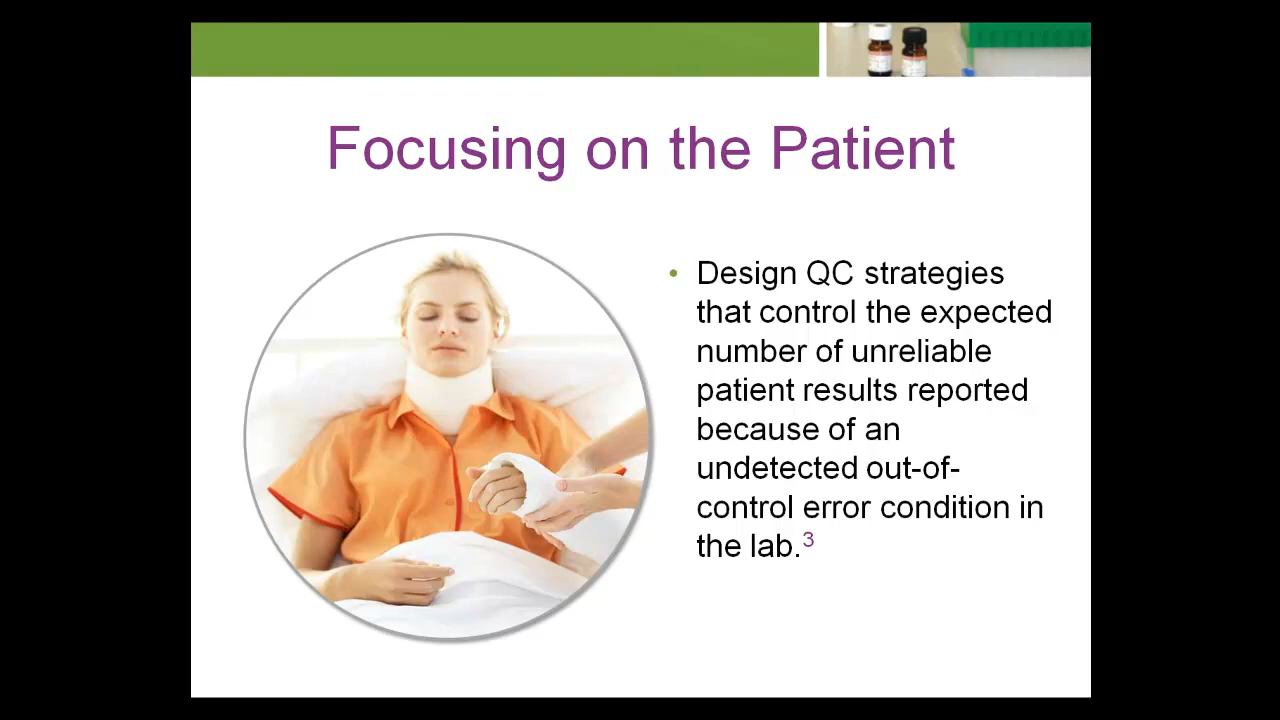 Focusing on the Patient
• Design QC strategies
that control the expected
number of unreliable
patient results reported
because of an
undetected out-of-
control error condition in
the lab.3